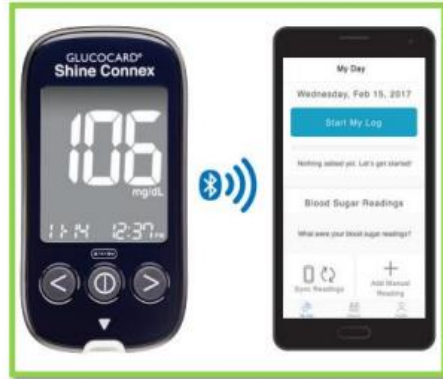 GLUCOCARD®
Shine Connex
106
mg/dL
11-14 12:37 PM
My Day
Wednesday, Feb 15, 2017
Start My Log
Nothing added yet. Let's get started!
Blood Sugar Readings
What were your blood sugar readings?
Sync Readings
Add Manual
Reading